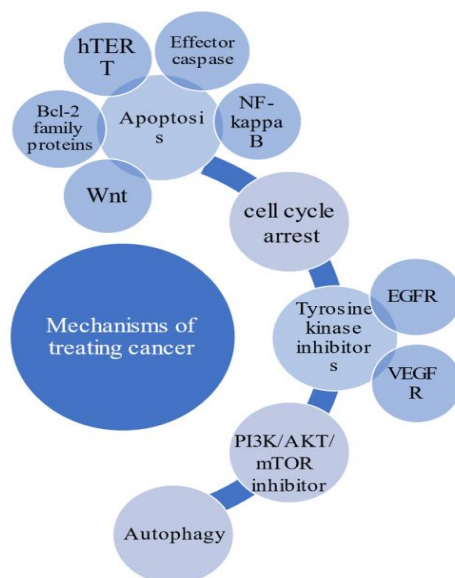 hTER
T
Effector
caspase
Bcl-2
family
proteins
Apoptosi
s
NF-
kappa
B
Wnt
cell cycle
arrest
Mechanisms of
treating cancer
Tyrosine
kinase
inhibitor
s
EGFR
VEGF
R
PI3K/AKT/
mTOR
inhibitor
Autophagy